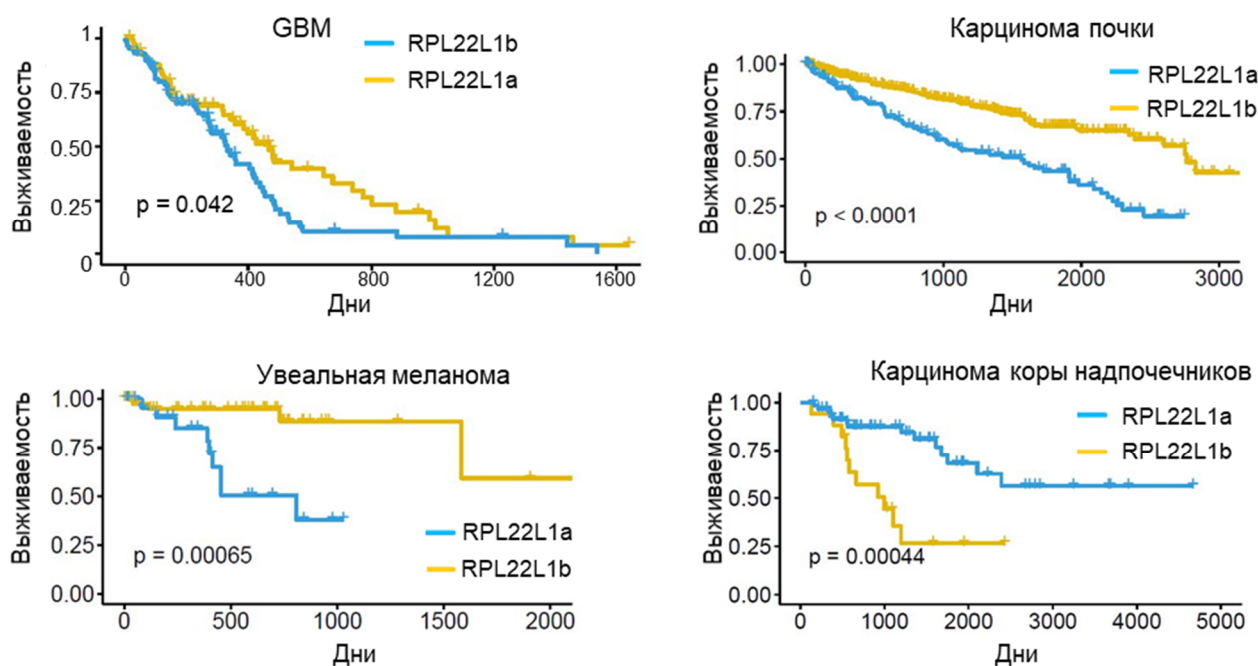 GBM
RPL22L1b
RPL22L1a
Выживаемость
1
0.75
0.50
0.25
0
p = 0.042
0
400
800
1200
1600
Дни
Карцинома почки
RPL22L1a
RPL22L1b
Выживаемость
1.00
0.75
0.50
0.25
0.00
p < 0.0001
0
1000
2000
3000
Дни
Увеальная меланома
Выживаемость
1.00
0.75
0.50
0.25
0.00
RPL22L1a
RPL22L1b
p = 0.00065
0
500
1000
1500
2000
Дни
Карцинома коры надпочечников
RPL22L1a
RPL22L1b
Выживаемость
1.00
0.75
0.50
0.25
0.00
p = 0.00044
0
1000
2000
3000
4000
5000
Дни